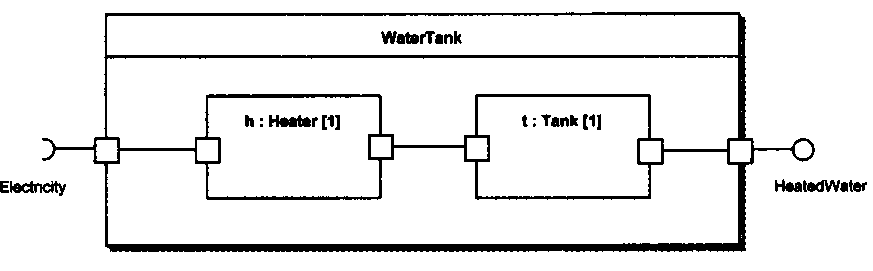 WaterTank
h : Heater [1]
t : Tank [1]
Electricity
HeatedWater